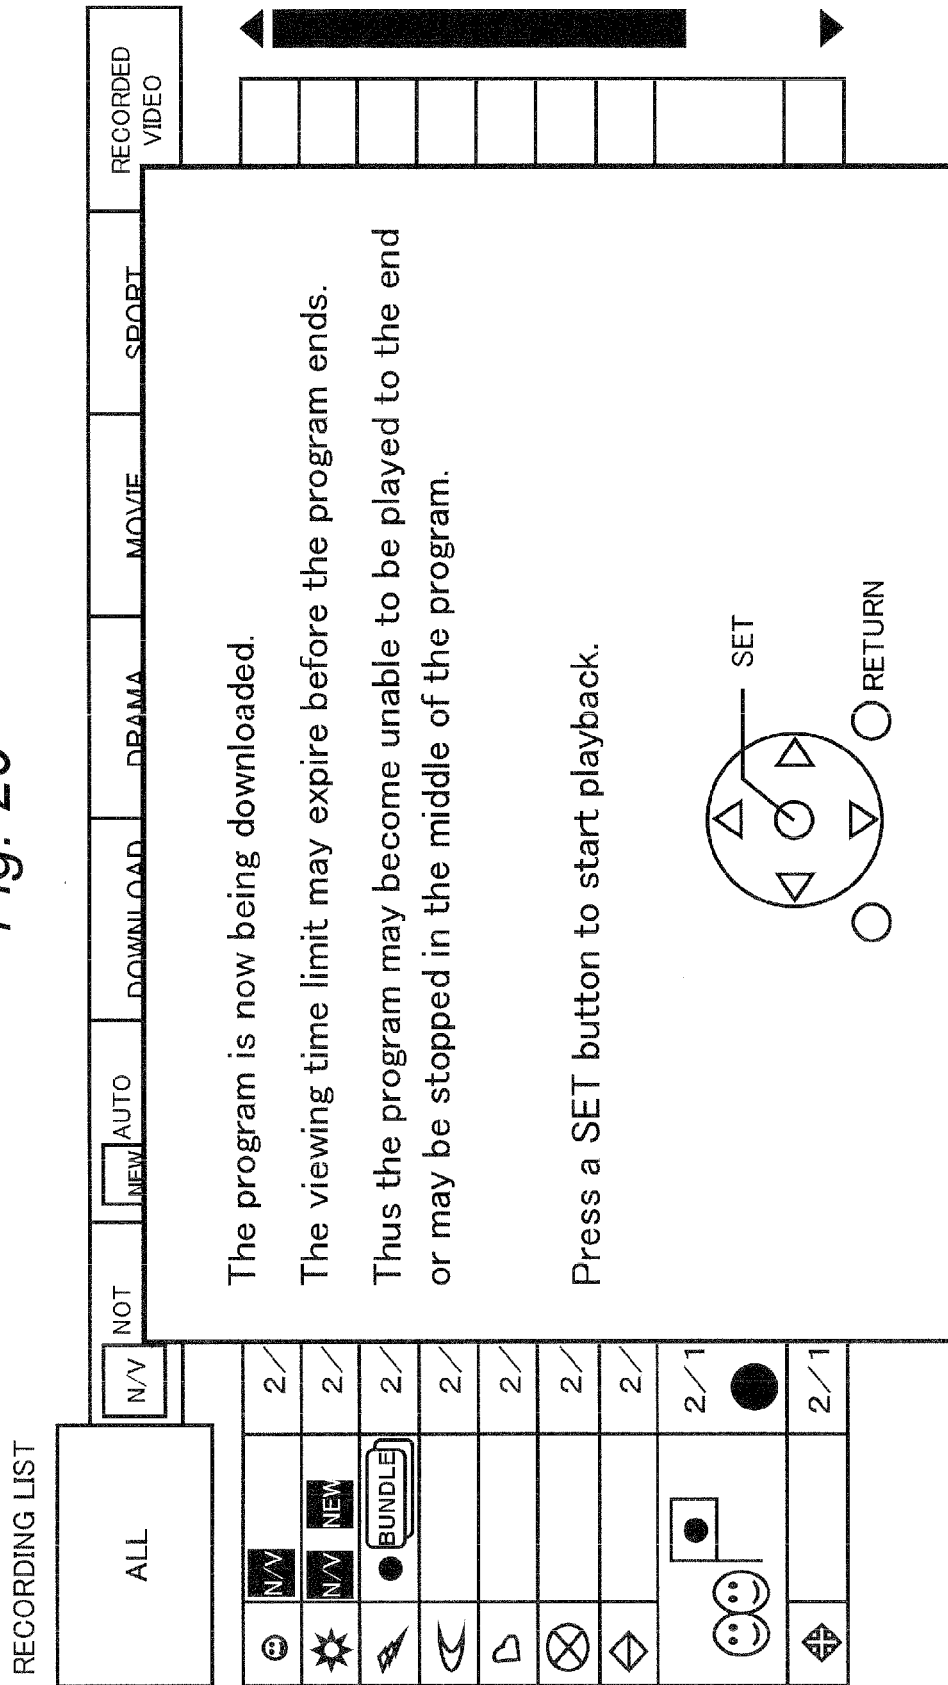 RECORDING LIST
ALL
N/V NOT
NEW AUTO
DOWNLOAD
DRAMA
MOVIE
SPORT
RECORDED
VIDEO
N/V 2/
N/V NEW 2/
BUNDLE 2/
2/
2/
2/
2/
2/1
2/1
The program is now being downloaded.
The viewing time limit may expire before the program ends.
Thus the program may become unable to be played to the end
or may be stopped in the middle of the program.
Press a SET button to start playback.
SET
RETURN